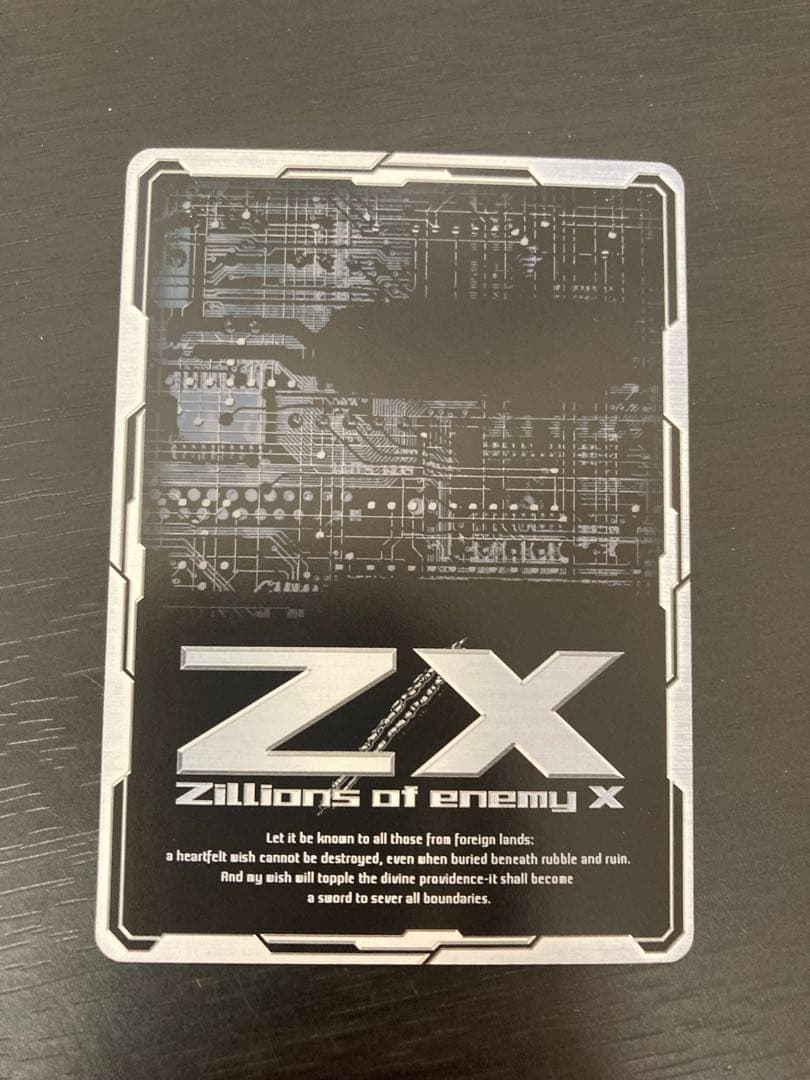 Z/X
Zillions of enemy X
Let it be known to all those from foreign lands:
a heartfelt wish cannot be destroyed, even when buried beneath rubble and ruin.
And my wish will topple the divine providence-it shall become
a sword to sever all boundaries.